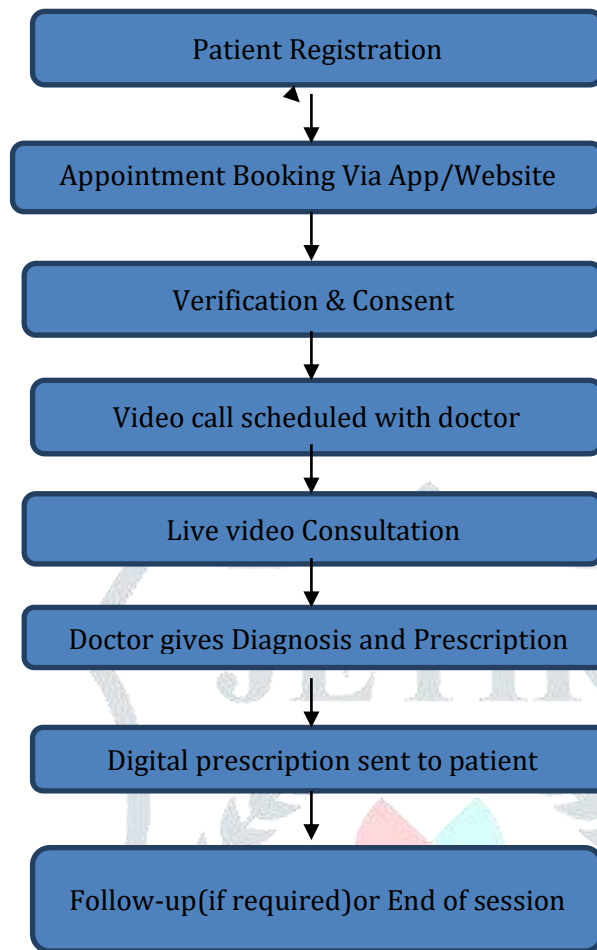 Patient Registration
Appointment Booking Via App/Website
Verification & Consent
Video call scheduled with doctor
Live video Consultation
Doctor gives Diagnosis and Prescription
Digital prescription sent to patient
Follow-up(if required)or End of session